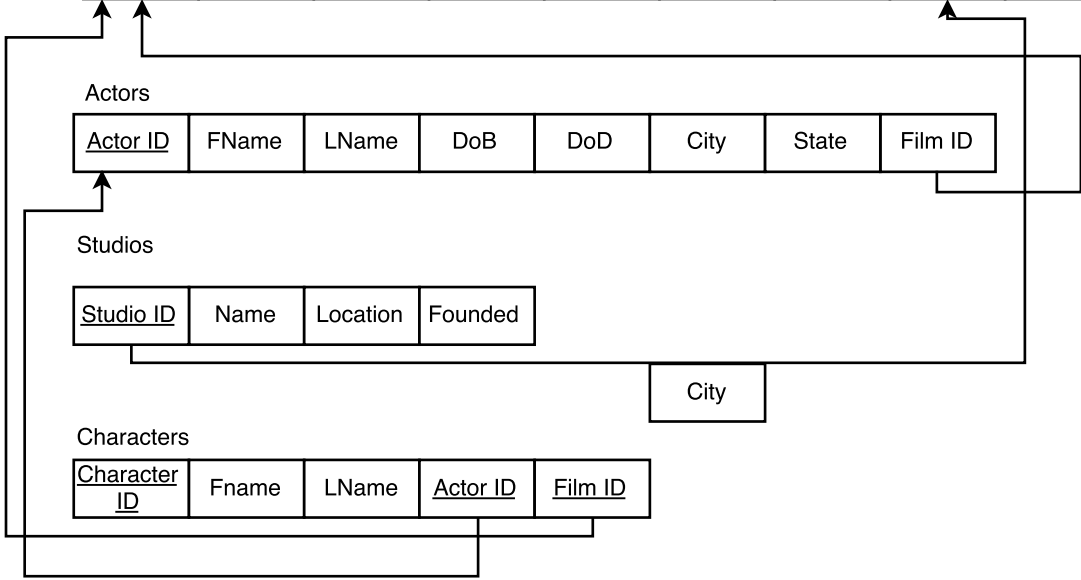 Actors
Actor ID FName LName DoB DoD City State Film ID
Studios
Studio ID Name Location Founded
City
Characters
Character ID Fname LName Actor ID Film ID